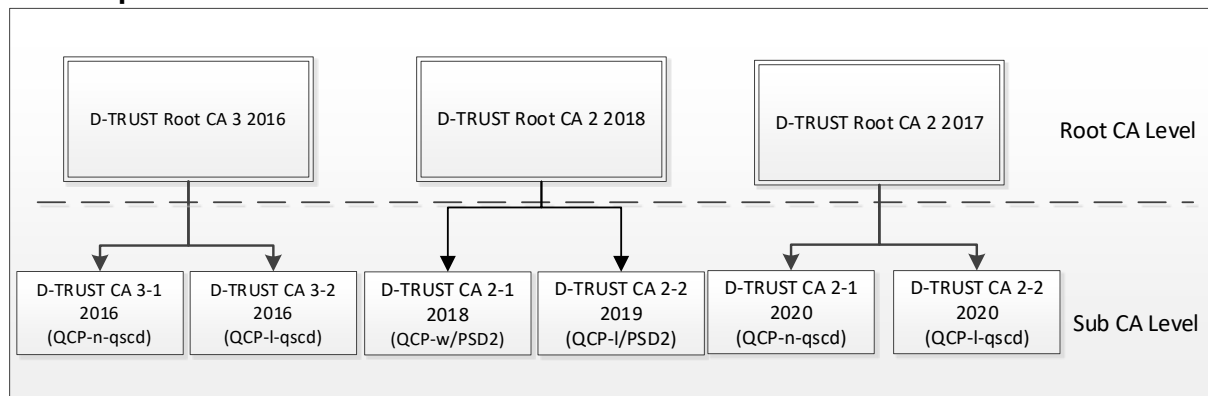 D-TRUST Root CA 3 2016
D-TRUST Root CA 2 2018
D-TRUST Root CA 2 2017
Root CA Level
D-TRUST CA 3-1
2016
(QCP-n-qscd)
D-TRUST CA 3-2
2016
(QCP-l-qscd)
D-TRUST CA 2-1
2018
(QCP-w/PSD2)
D-TRUST CA 2-2
2019
(QCP-l/PSD2)
D-TRUST CA 2-1
2020
(QCP-n-qscd)
D-TRUST CA 2-2
2020
(QCP-l-qscd)
Sub CA Level